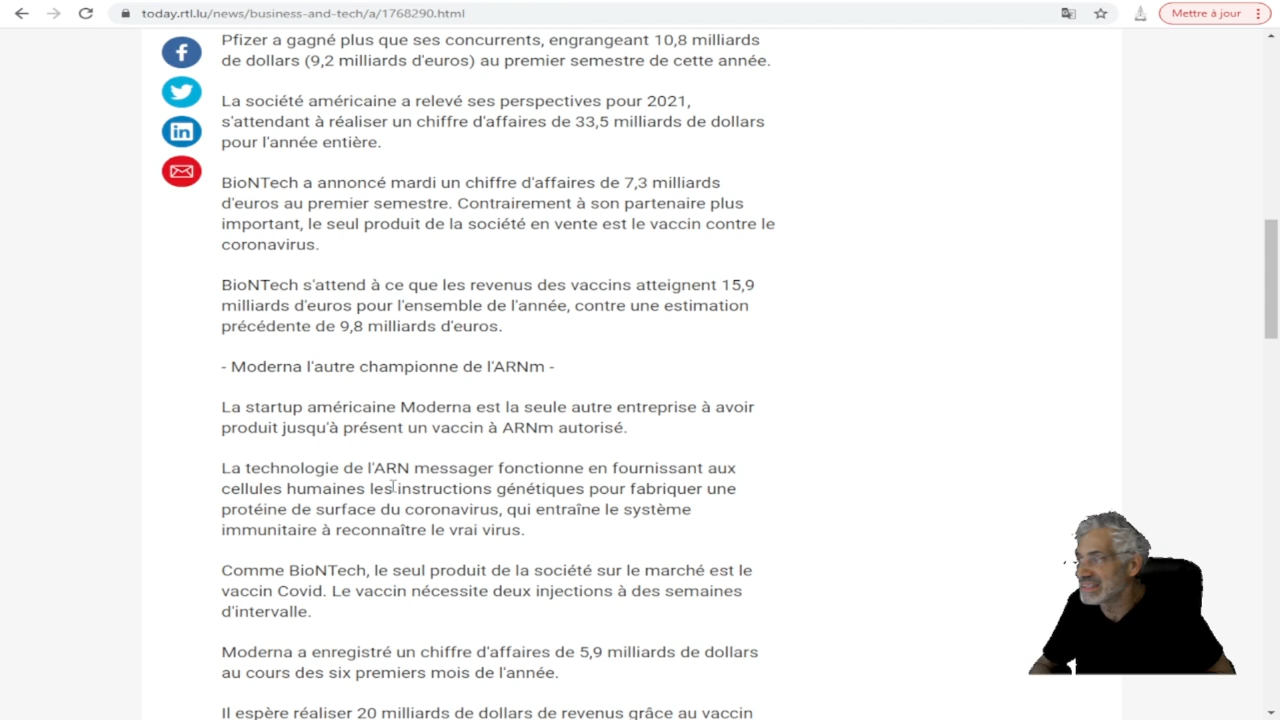 today.rtl.lu/news/business-and-tech/a/1768290.html
Mettre à jour
Pfizer a gagné plus que ses concurrents, engrangeant 10,8 milliards
de dollars (9,2 milliards d'euros) au premier semestre de cette année.
La société américaine a relevé ses perspectives pour 2021,
s'attendant à réaliser un chiffre d'affaires de 33,5 milliards de dollars
pour l'année entière.
BioNTech a annoncé mardi un chiffre d'affaires de 7,3 milliards
d'euros au premier semestre. Contrairement à son partenaire plus
important, le seul produit de la société en vente est le vaccin contre le
coronavirus.
BioNTech s'attend à ce que les revenus des vaccins atteignent 15,9
milliards d'euros pour l'ensemble de l'année, contre une estimation
précédente de 9,8 milliards d'euros.
- Moderna l'autre championne de l'ARNm -
La startup américaine Moderna est la seule autre entreprise à avoir
produit jusqu'à présent un vaccin à ARNm autorisé.
La technologie de l'ARN messager fonctionne en fournissant aux
cellules humaines les instructions génétiques pour fabriquer une
protéine de surface du coronavirus, qui entraîne le système
immunitaire à reconnaître le vrai virus.
Comme BioNTech, le seul produit de la société sur le marché est le
vaccin Covid. Le vaccin nécessite deux injections à des semaines
d'intervalle.
Moderna a enregistré un chiffre d'affaires de 5,9 milliards de dollars
au cours des six premiers mois de l'année.
Il espère réaliser 20 milliards de dollars de revenus grâce au vaccin